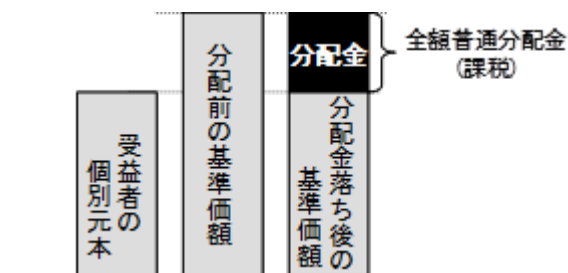 受益者の
個別元本
分配前の基準価額
分配金
分配金落ち後の
基準価額
全額普通分配金
(課税)